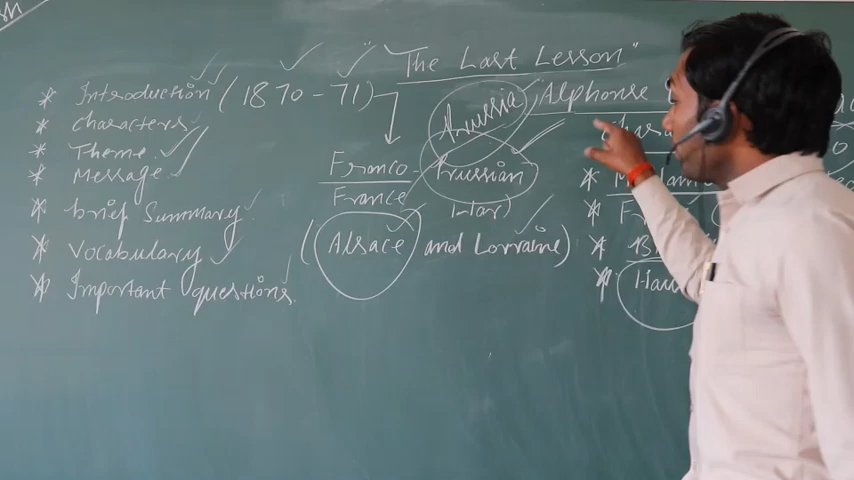 "The Last Lesson"
Alphonse
* Introduction (1870-71)
* Characters
* Theme
* Message
* brief Summary
* Vocabulary
* Important questions.
Prussia
Franco- Prussian
France War)
(Alsace and Lorraine)
Chara
*
*
*
* Hau